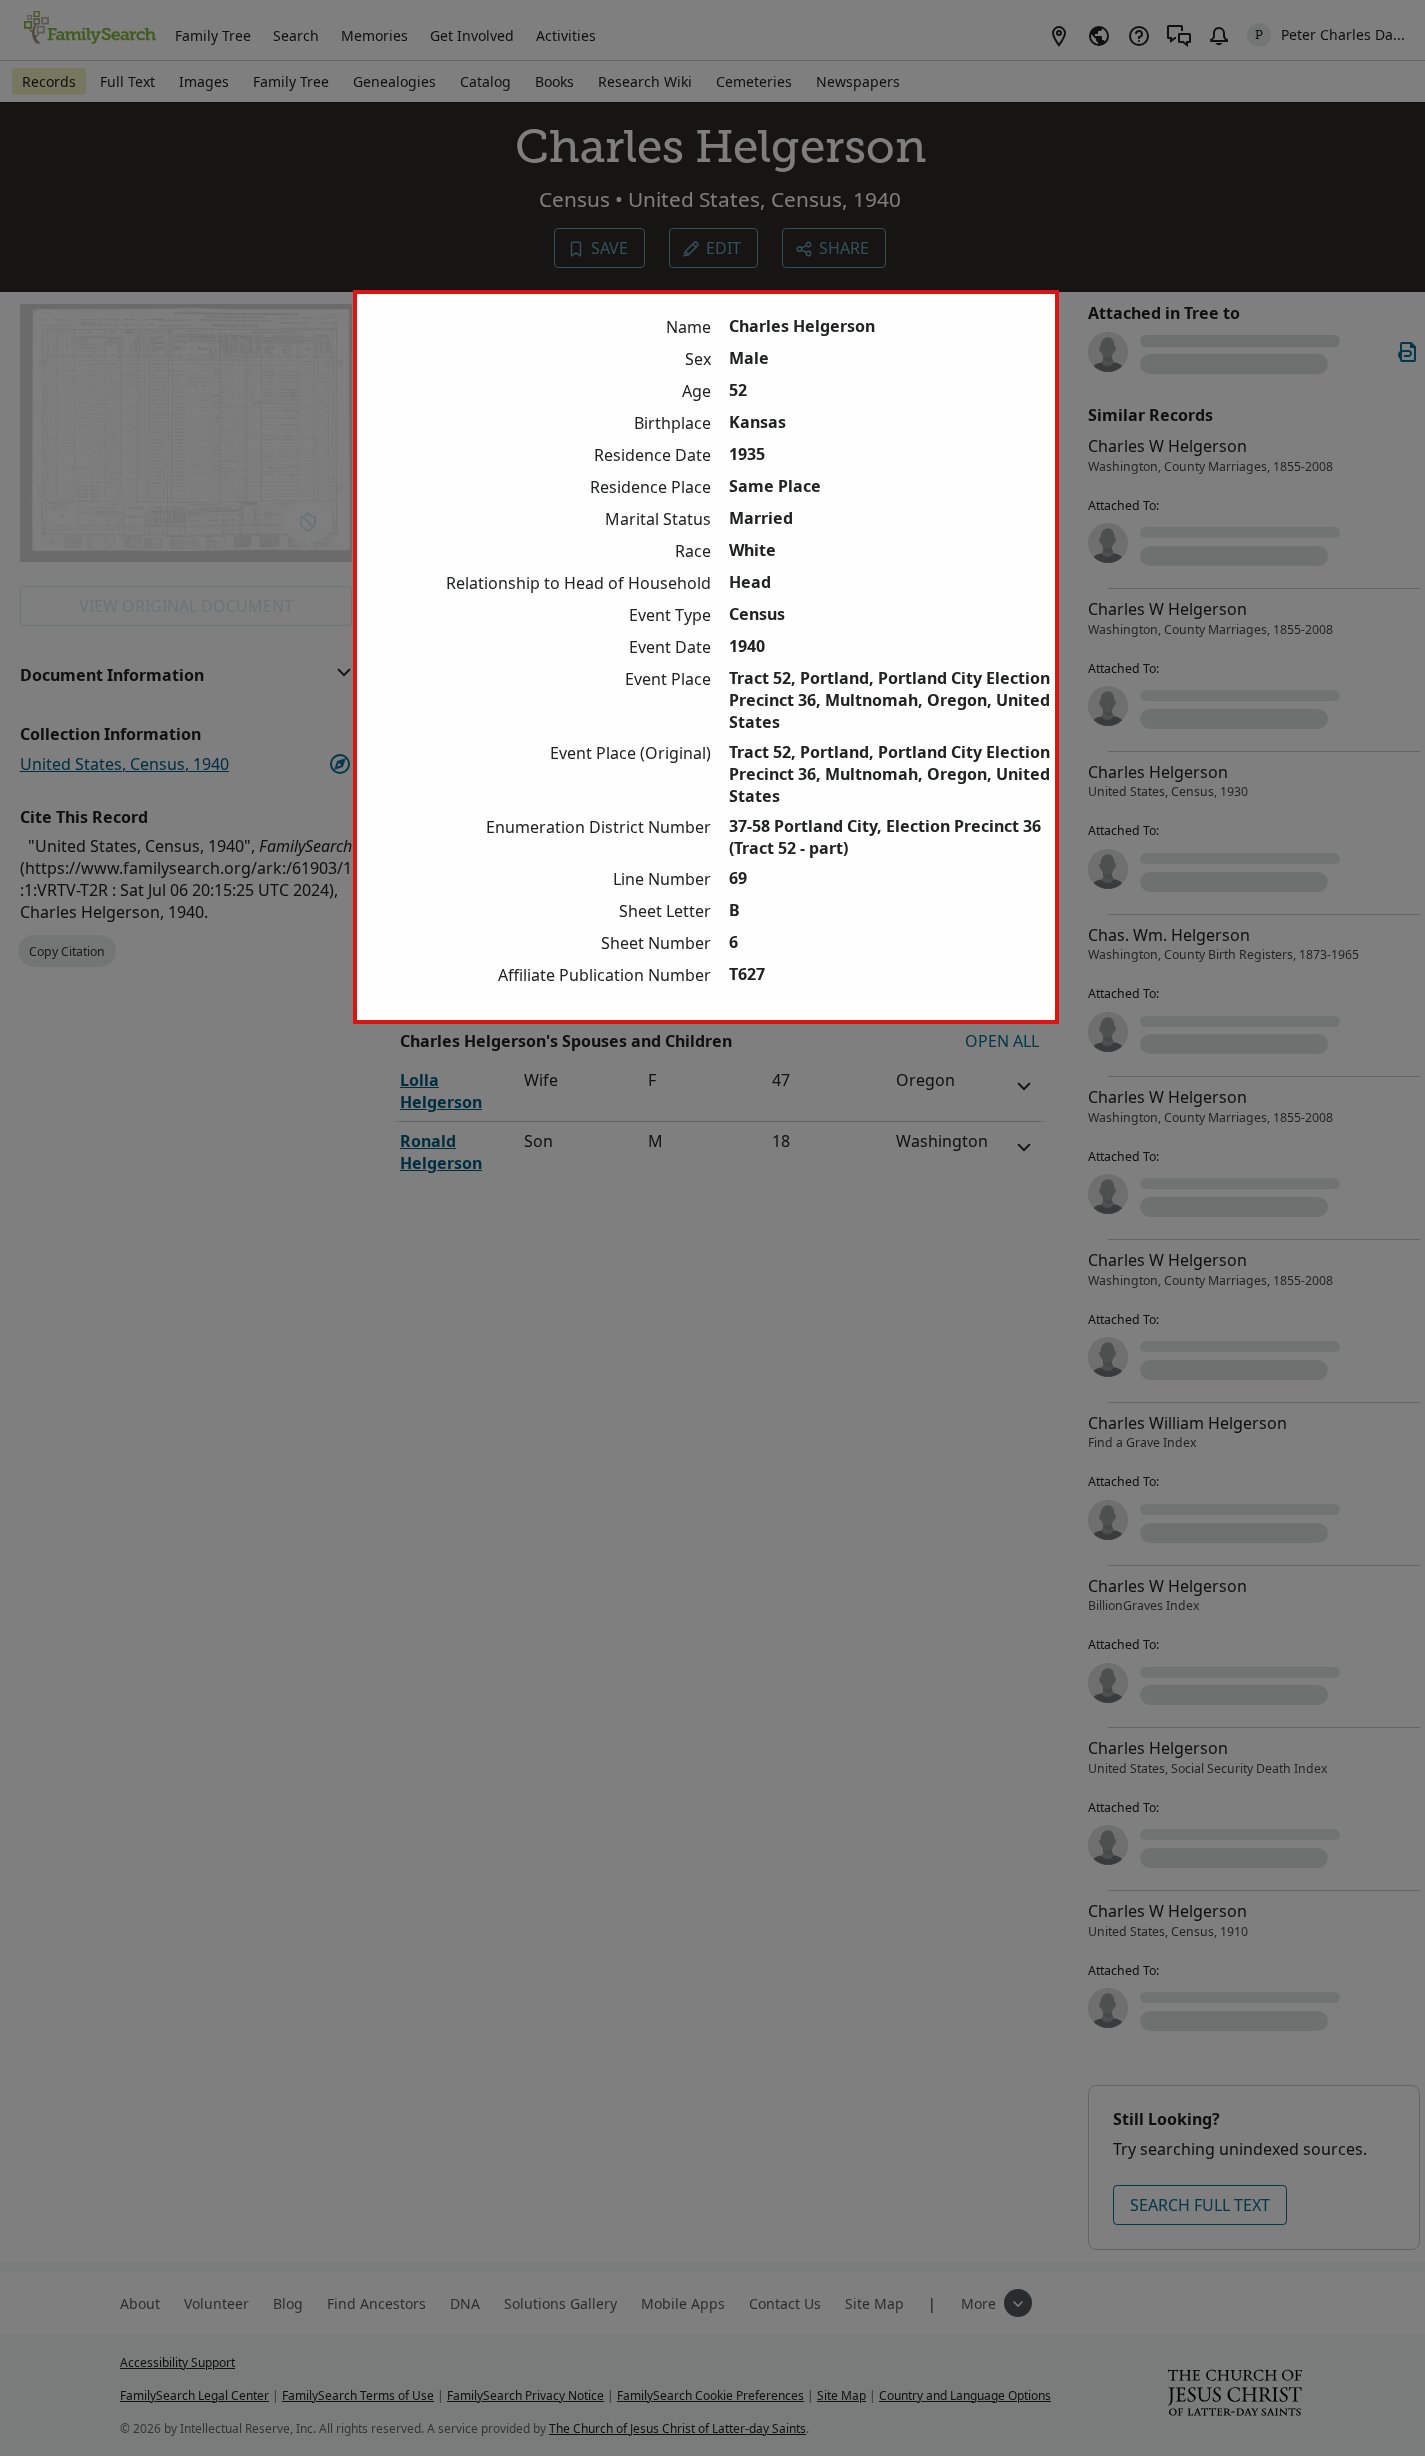 FamilySearch
Family Tree Search Memories Get Involved Activities
P Peter Charles Da...
Records Full Text Images Family Tree Genealogies Catalog Books Research Wiki Cemeteries Newspapers
Charles Helgerson
Census • United States, Census, 1940
SAVE EDIT SHARE
VIEW ORIGINAL DOCUMENT
Document Information
Collection Information
United States, Census, 1940
Cite This Record
"United States, Census, 1940", FamilySearch
(https://www.familysearch.org/ark:/61903/1
:1:VRTV-T2R : Sat Jul 06 20:15:25 UTC 2024),
Charles Helgerson, 1940.
Copy Citation
Name Charles Helgerson
Sex Male
Age 52
Birthplace Kansas
Residence Date 1935
Residence Place Same Place
Marital Status Married
Race White
Relationship to Head of Household Head
Event Type Census
Event Date 1940
Event Place Tract 52, Portland, Portland City Election
Precinct 36, Multnomah, Oregon, United
States
Event Place (Original) Tract 52, Portland, Portland City Election
Precinct 36, Multnomah, Oregon, United
States
Enumeration District Number 37-58 Portland City, Election Precinct 36
(Tract 52 - part)
Line Number 69
Sheet Letter B
Sheet Number 6
Affiliate Publication Number T627
Charles Helgerson's Spouses and Children OPEN ALL
Lolla Wife F 47 Oregon
Helgerson
Ronald Son M 18 Washington
Helgerson
Attached in Tree to
Similar Records
Charles W Helgerson
Washington, County Marriages, 1855-2008
Attached To:
Charles W Helgerson
Washington, County Marriages, 1855-2008
Attached To:
Charles Helgerson
United States, Census, 1930
Attached To:
Chas. Wm. Helgerson
Washington, County Birth Registers, 1873-1965
Attached To:
Charles W Helgerson
Washington, County Marriages, 1855-2008
Attached To:
Charles W Helgerson
Washington, County Marriages, 1855-2008
Attached To:
Charles William Helgerson
Find a Grave Index
Attached To:
Charles W Helgerson
BillionGraves Index
Attached To:
Charles Helgerson
United States, Social Security Death Index
Attached To:
Charles W Helgerson
United States, Census, 1910
Attached To:
Still Looking?
Try searching unindexed sources.
SEARCH FULL TEXT
About Volunteer Blog Find Ancestors DNA Solutions Gallery Mobile Apps Contact Us Site Map | More
Accessibility Support
FamilySearch Legal Center | FamilySearch Terms of Use | FamilySearch Privacy Notice | FamilySearch Cookie Preferences | Site Map | Country and Language Options
© 2026 by Intellectual Reserve, Inc. All rights reserved. A service provided by The Church of Jesus Christ of Latter-day Saints.
THE CHURCH OF
JESUS CHRIST
OF LATTER-DAY SAINTS